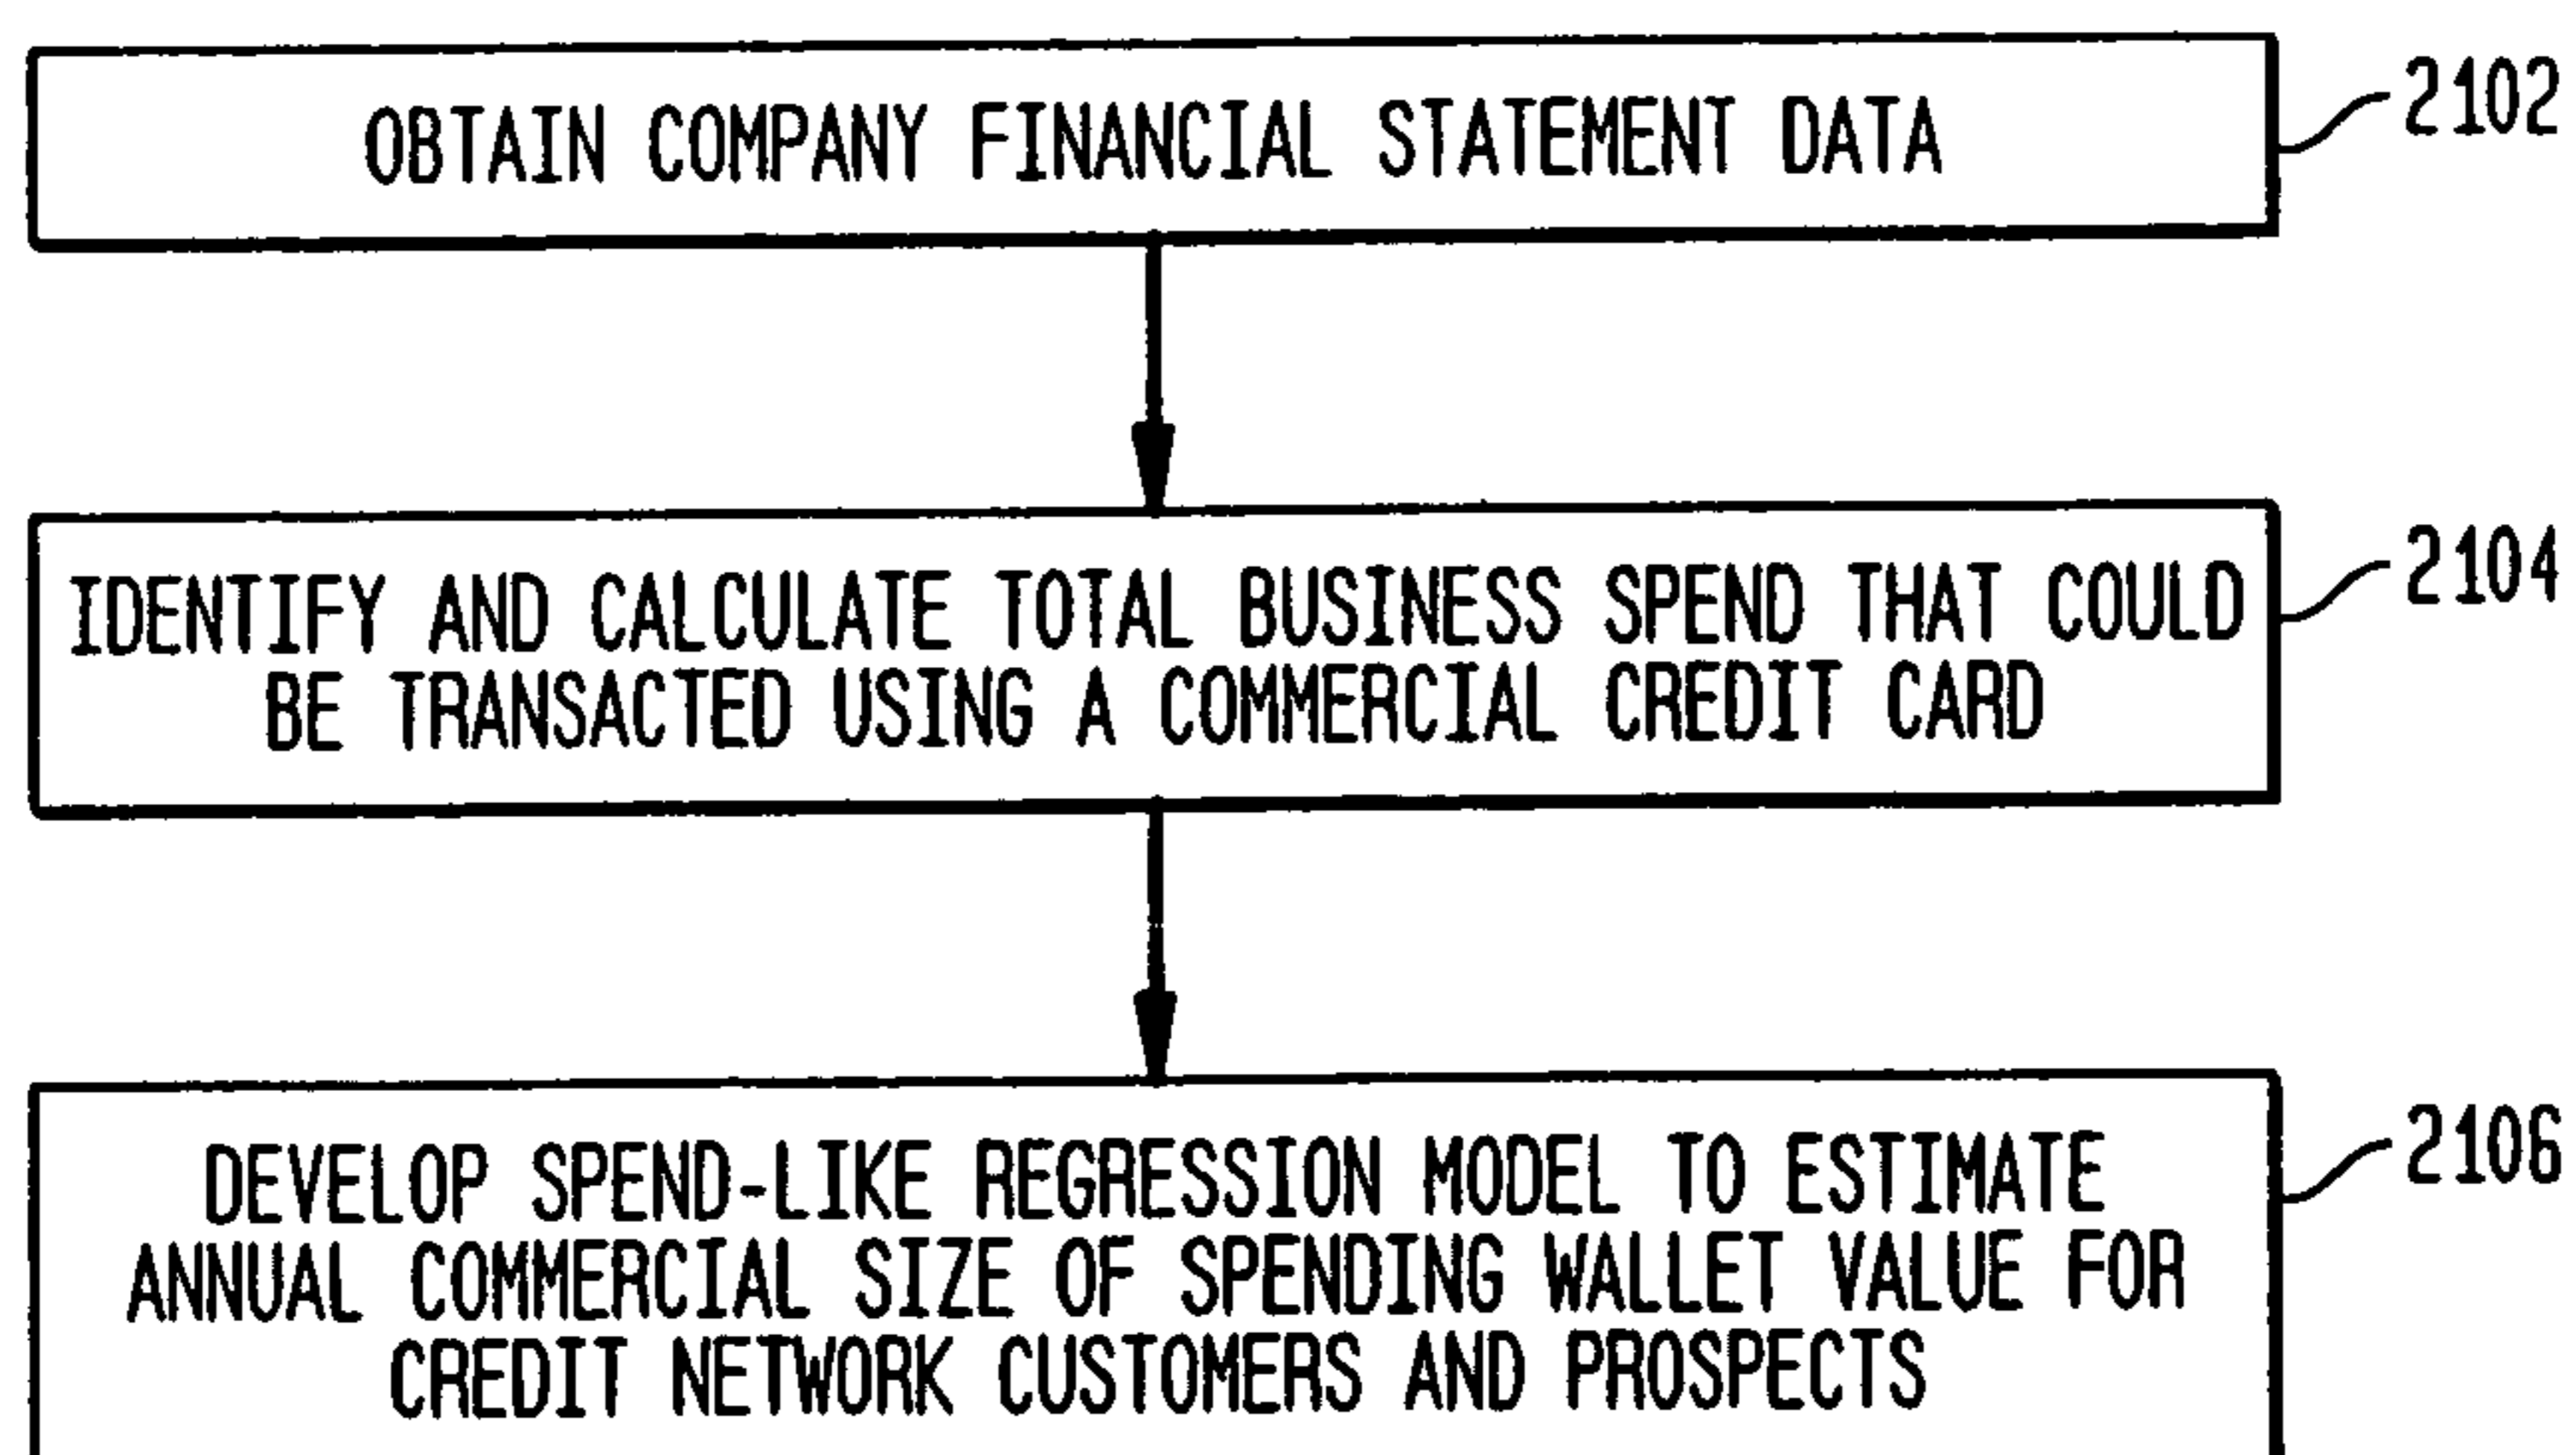 OBTAIN COMPANY FINANCIAL STATEMENT DATA
2102
IDENTIFY AND CALCULATE TOTAL BUSINESS SPEND THAT COULD
BE TRANSACTED USING A COMMERCIAL CREDIT CARD
2104
DEVELOP SPEND-LIKE REGRESSION MODEL TO ESTIMATE
ANNUAL COMMERCIAL SIZE OF SPENDING WALLET VALUE FOR
CREDIT NETWORK CUSTOMERS AND PROSPECTS
2106